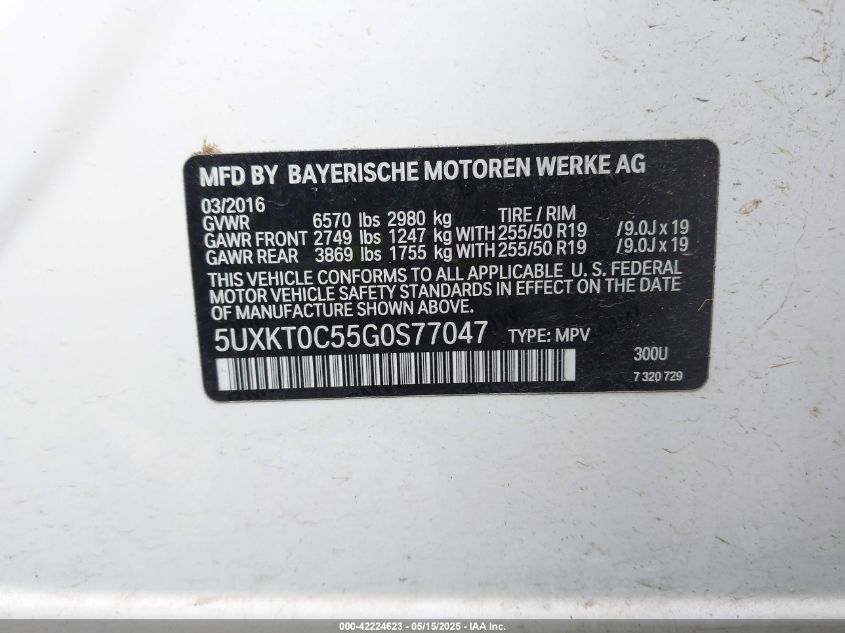 MFD BY BAYERISCHE MOTOREN WERKE AG
03/2016
GVWR 6570 lbs 2980 kg TIRE / RIM
GAWR FRONT 2749 lbs 1247 kg WITH 255/50 R19 /9.0J x 19
GAWR REAR 3869 lbs 1755 kg WITH 255/50 R19 /9.0J x 19
THIS VEHICLE CONFORMS TO ALL APPLICABLE U. S. FEDERAL
MOTOR VEHICLE SAFETY STANDARDS IN EFFECT ON THE DATE
OF MANUFACTURE SHOWN ABOVE.
5UXKT0C55G0S77047 TYPE: MPV
300U
7 320 729
000-42224623 - 05/15/2025 - IAA Inc.